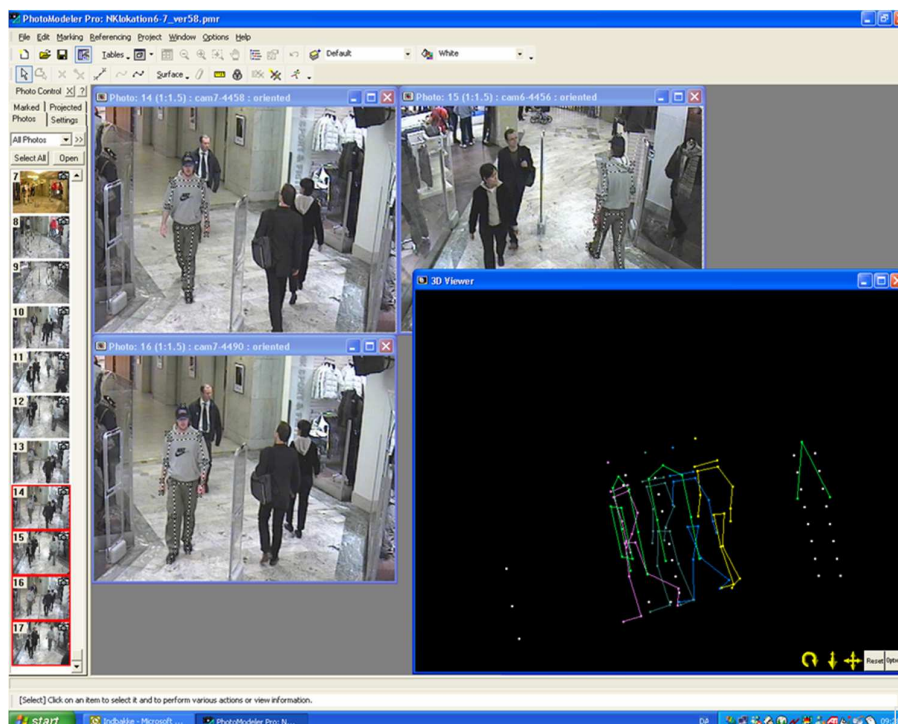 PhotoModeler Pro: NKlokation6-7_ver58.pmr
File Edit Marking Referencing Project Window Options Help
Tables Default White
Surface
Photo Control X ?
Marked Projected
Photos Settings
All Photos >>
Select All Open
7
8
9
10
11
12
13
14
15
16
17
Photo: 14 (1:1.5) : cam7-4458 : oriented
Photo: 15 (1:1.5) : cam6-4456 : oriented
Photo: 16 (1:1.5) : cam7-4490 : oriented
3D Viewer
Reset
[Select] Click on an item to select it and to perform various actions or view information.
start Indbakke - Microsoft ... PhotoModeler Pro: N... DA